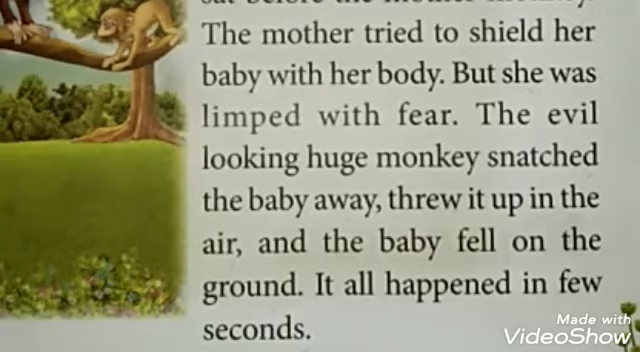 The mother tried to shield her
baby with her body. But she was
limped with fear. The evil
looking huge monkey snatched
the baby away, threw it up in the
air, and the baby fell on the
ground. It all happened in few
seconds.
Made with
VideoShow